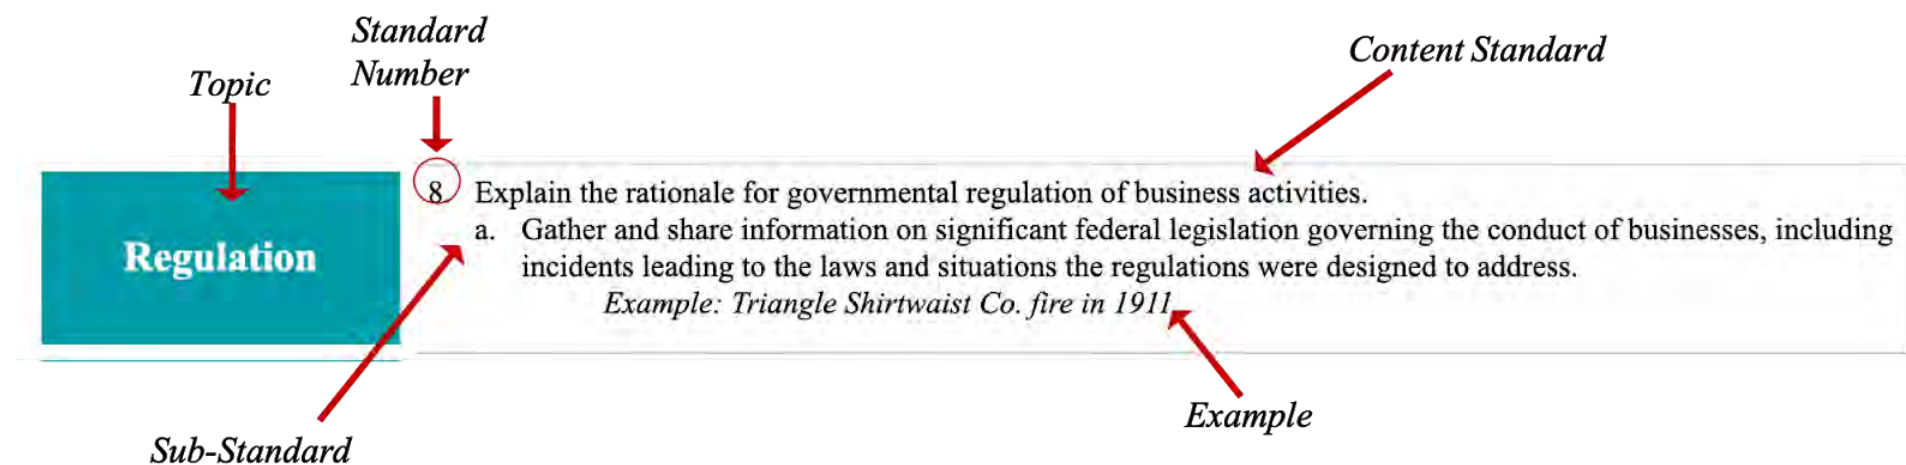 Standard
Number
Content Standard
Topic
8. Explain the rationale for governmental regulation of business activities.
a. Gather and share information on significant federal legislation governing the conduct of businesses, including
Regulation
incidents leading to the laws and situations the regulations were designed to address.
Example: Triangle Shirtwaist Co. fire in 1911
Example
Sub-Standard